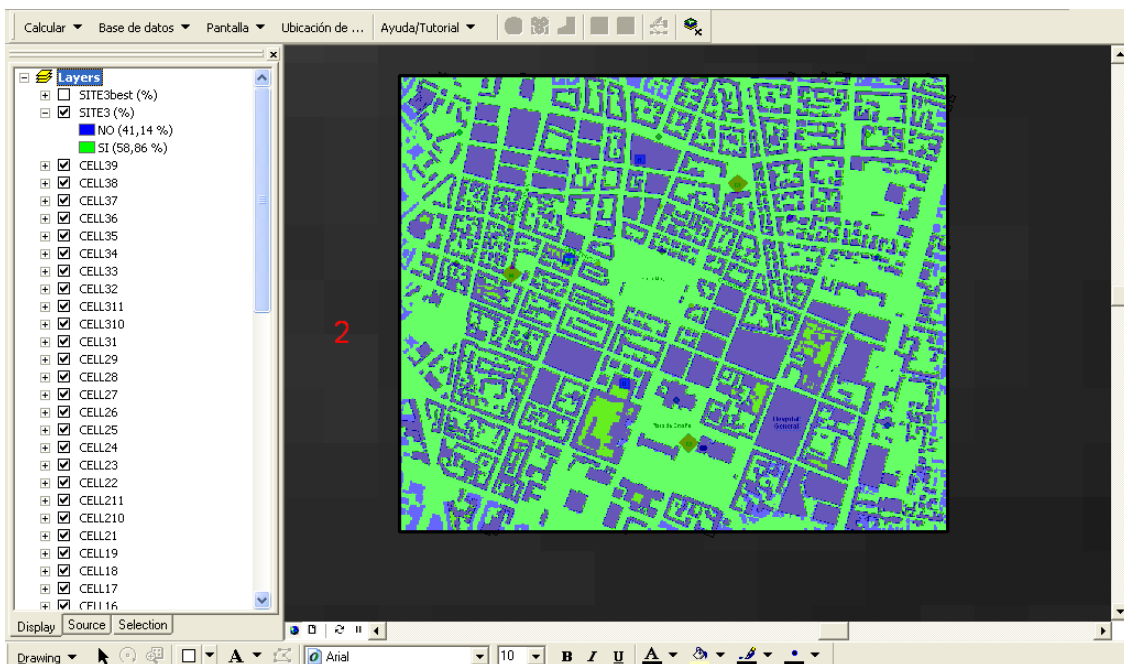 Calcular Base de datos Pantalla Ubicación de ... Ayuda/Tutorial
Layers
SITE3best (%)
SITE3 (%)
NO (41,14 %)
SI (58,86 %)
CELL39
CELL38
CELL37
CELL36
CELL35
CELL34
CELL33
CELL32
CELL311
CELL310
CELL31
CELL29
CELL28
CELL27
CELL26
CELL25
CELL24
CELL23
CELL22
CELL211
CELL210
CELL21
CELL19
CELL18
CELL17
CELL16
2
Hospital
General
Display Source Selection
Drawing A Arial 10 B I U A